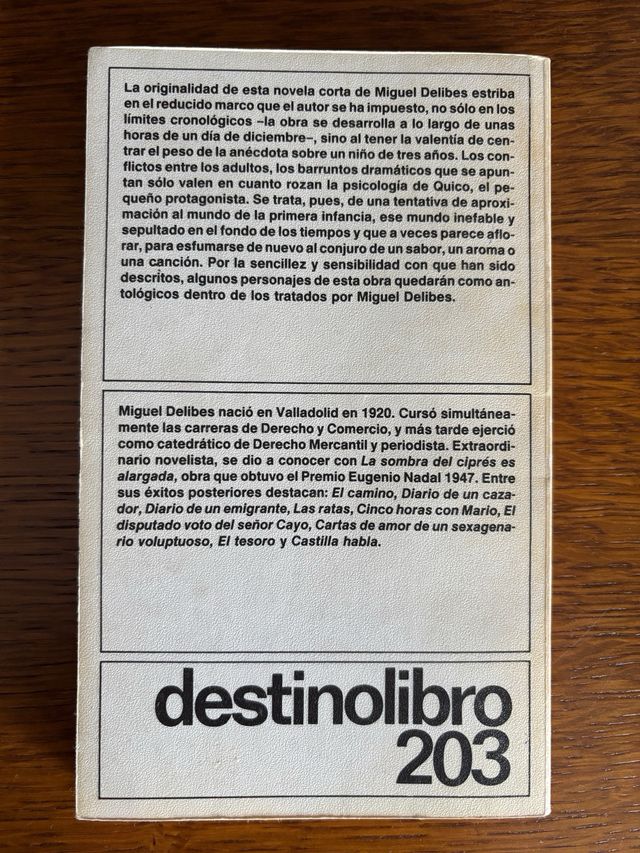 La originalidad de esta novela corta de Miguel Delibes estriba
en el reducido marco que el autor se ha impuesto, no sólo en los
límites cronológicos –la obra se desarrolla a lo largo de unas
horas de un día de diciembre–, sino al tener la valentía de cen-
trar el peso de la anécdota sobre un niño de tres años. Los con-
flictos entre los adultos, los barruntos dramáticos que se apun-
tan sólo valen en cuanto rozan la psicología de Quico, el pe-
queño protagonista. Se trata, pues, de una tentativa de aproxi-
mación al mundo de la primera infancia, ese mundo inefable y
sepultado en el fondo de los tiempos y que a veces parece aflo-
rar, para esfumarse de nuevo al conjuro de un sabor, un aroma o
una canción. Por la sencillez y sensibilidad con que han sido
descritos, algunos personajes de esta obra quedarán como an-
tológicos dentro de los tratados por Miguel Delibes.
Miguel Delibes nació en Valladolid en 1920. Cursó simultánea-
mente las carreras de Derecho y Comercio, y más tarde ejerció
como catedrático de Derecho Mercantil y periodista. Extraordi-
nario novelista, se dio a conocer con La sombra del ciprés es
alargada, obra que obtuvo el Premio Eugenio Nadal 1947. Entre
sus éxitos posteriores destacan: El camino, Diario de un caza-
dor, Diario de un emigrante, Las ratas, Cinco horas con Mario, El
disputado voto del señor Cayo, Cartas de amor de un sexagena-
rio voluptuoso, El tesoro y Castilla habla.
destinolibro
203